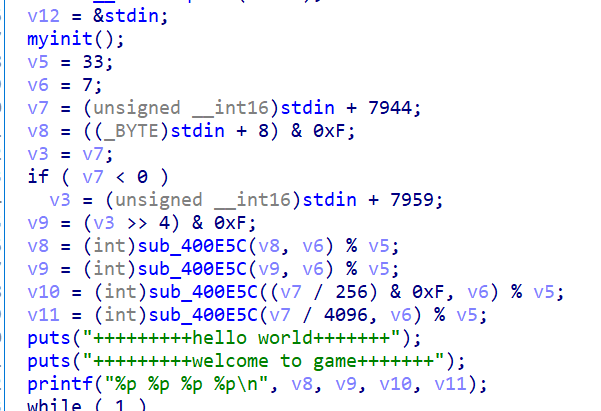 v12 = &stdin;
myinit();
v5 = 33;
v6 = 7;
v7 = (unsigned __int16)stdin + 7944;
v8 = ((_BYTE)stdin + 8) & 0xF;
v3 = v7;
if ( v7 < 0 )
v3 = (unsigned __int16)stdin + 7959;
v9 = (v3 >> 4) & 0xF;
v8 = (int)sub_400E5C(v8, v6) % v5;
v9 = (int)sub_400E5C(v9, v6) % v5;
v10 = (int)sub_400E5C((v7 / 256) & 0xF, v6) % v5;
v11 = (int)sub_400E5C(v7 / 4096, v6) % v5;
puts("+++++++++hello world+++++++");
puts("+++++++++welcome to game+++++++");
printf("%p %p %p %p\n", v8, v9, v10, v11);
while ( 1 )